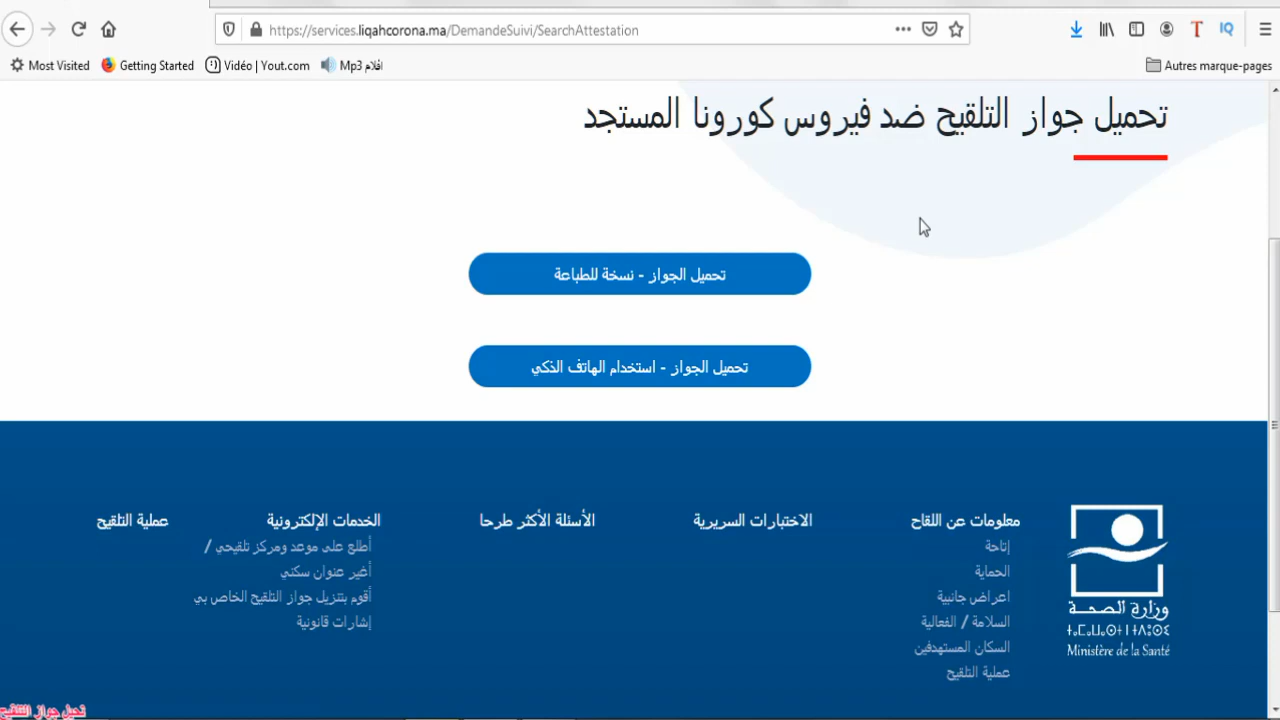 https://services.liqahcorona.ma/DemandeSuivi/SearchAttestation
Most Visited
Getting Started
Vidéo | Yout.com
Mp3 افلام
Autres marque-pages
تحميل جواز التلقيح ضد فيروس كورونا المستجد
تحميل الجواز - نسخة للطباعة
تحميل الجواز - استخدام الهاتف الذكي
وزارة الصحة
Ministère de la Santé
معلومات عن اللقاح
إتاحة
الحماية
اعراض جانبية
السلامة / الفعالية
السكان المستهدفين
عملية التلقيح
الاختبارات السريرية
الأسئلة الأكثر طرحا
الخدمات الإلكترونية
أطلع على موعد ومركز تلقيحي /
أغير عنوان سكني
أقوم بتنزيل جواز التلقيح الخاص بي
إشارات قانونية
عملية التلقيح